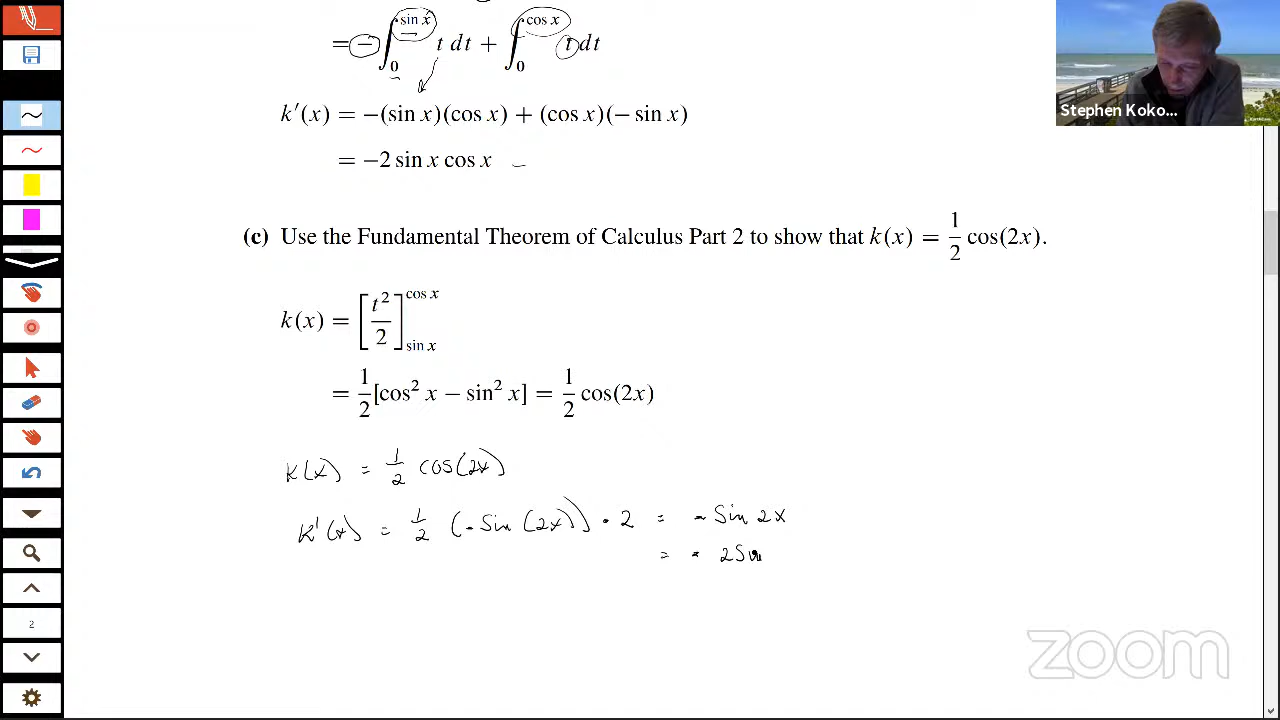 = −∫₀^{sin x} t dt + ∫₀^{cos x} t dt
k′(x) = −(sin x)(cos x) + (cos x)(− sin x)
= −2 sin x cos x
(c) Use the Fundamental Theorem of Calculus Part 2 to show that k(x) = 1/2 cos(2x).
k(x) = [t²/2]_{sin x}^{cos x}
= 1/2 [cos² x − sin² x] = 1/2 cos(2x)
K(x) = 1/2 cos(2x)
K'(x) = 1/2 (- Sin (2x)) • 2 = - Sin 2x
= - 2Sin
Stephen Koko...
2
zoom